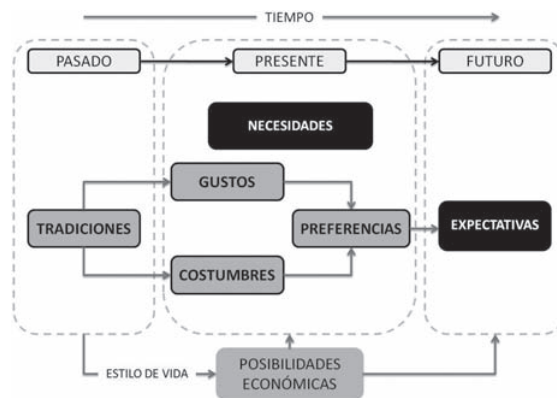 TIEMPO
PASADO
PRESENTE
FUTURO
NECESIDADES
GUSTOS
TRADICIONES
PREFERENCIAS
EXPECTATIVAS
COSTUMBRES
ESTILO DE VIDA
POSIBILIDADES
ECONÓMICAS